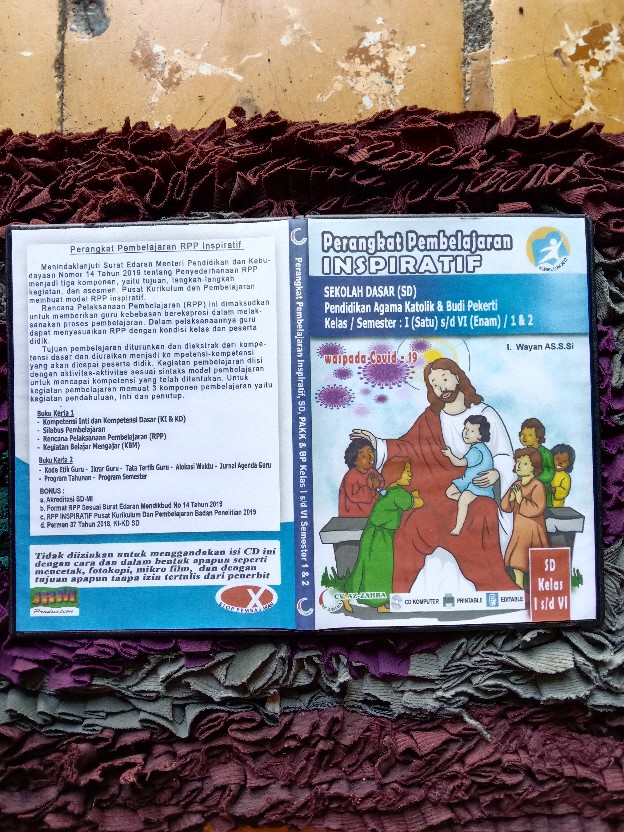 Perangkat Pembelajaran RPP Inspiratif
Menindaklanjuti Surat Edaran Menteri Pendidikan dan Kebu-
dayaan Nomor 14 Tahun 2019 tentang Penyederhanaan RPP
menjadi tiga komponen, yaitu tujuan, langkah-langkah
kegiatan, dan asesmen. Pusat Kurikulum dan Pembelajaran
membuat model RPP inspiratif.
Rencana Pelaksanaan Pembelajaran (RPP) ini dimaksudkan
untuk memberikan guru kebebasan berekspresi dalam melak-
sanakan proses pembelajaran. Dalam pelaksanaannya guru
dapat menyesuaikan RPP dengan kondisi kelas dan peserta
didik.
Tujuan pembelajaran diturunkan dan diekstrak dari kompe-
tensi dasar dan diuraikan menjadi ko mpetensi-kompetensi
yang akan dicapai peserta didik. Kegiatan pembelajaran diisi
dengan aktivitas-aktivitas sesuai sintaks model pembelajaran
untuk mencapai kompetensi yang telah ditentukan. Untuk
kegiatan pembelajaran memuat 3 komponen pembelajaran yaitu
kegiatan pendahuluan, inti dan penutup.
Buku Kerja 1
- Kompetensi Inti dan Kompetensi Dasar (KI & KD)
- Silabus Pembelajaran
- Rencana Pelaksanaan Pembelajaran (RPP)
- Kegiatan Belajar Mengajar (KBM)
Buku Kerja 2
- Kode Etik Guru - Ikrar Guru - Tata Tertib Guru - Alokasi Waktu - Jurnal Agenda Guru
- Program Tahunan - Program Semester
BONUS :
a. Akreditasi SD-MI
b. Format RPP Sesuai Surat Edaran Mendikbud No 14 Tahun 2019
c. RPP INSPIRATIF Pusat Kurikulum Dan Pembelajaran Badan Penelitian 2019
d. Permen 37 Tahun 2018, KI-KD SD
Tidak diizinkan untuk menggandakan isi CD ini
dengan cara dan dalam bentuk apapun seperti
mencetak, fotokopi, mikro film, dan dengan
tujuan apapun tanpa izin tertulis dari penerbit
JRM
Production
X
STOP PEMBAJAKAN
Perangkat Pembelajaran Inspiratif, SD, PAKK & BP Kelas I s/d VI Semester 1 & 2
Perangkat Pembelajaran
INSPIRATIF
KURIKULUM 2013
SEKOLAH DASAR (SD)
Pendidikan Agama Katolik & Budi Pekerti
Kelas / Semester : I (Satu) s/d VI (Enam) / 1 & 2
I. Wayan AS.S.Si
waspada Covid - 19
CV. AZ-ZAHRA
CD KOMPUTER
PRINTABLE
EDITABLE
SD
Kelas
I s/d VI